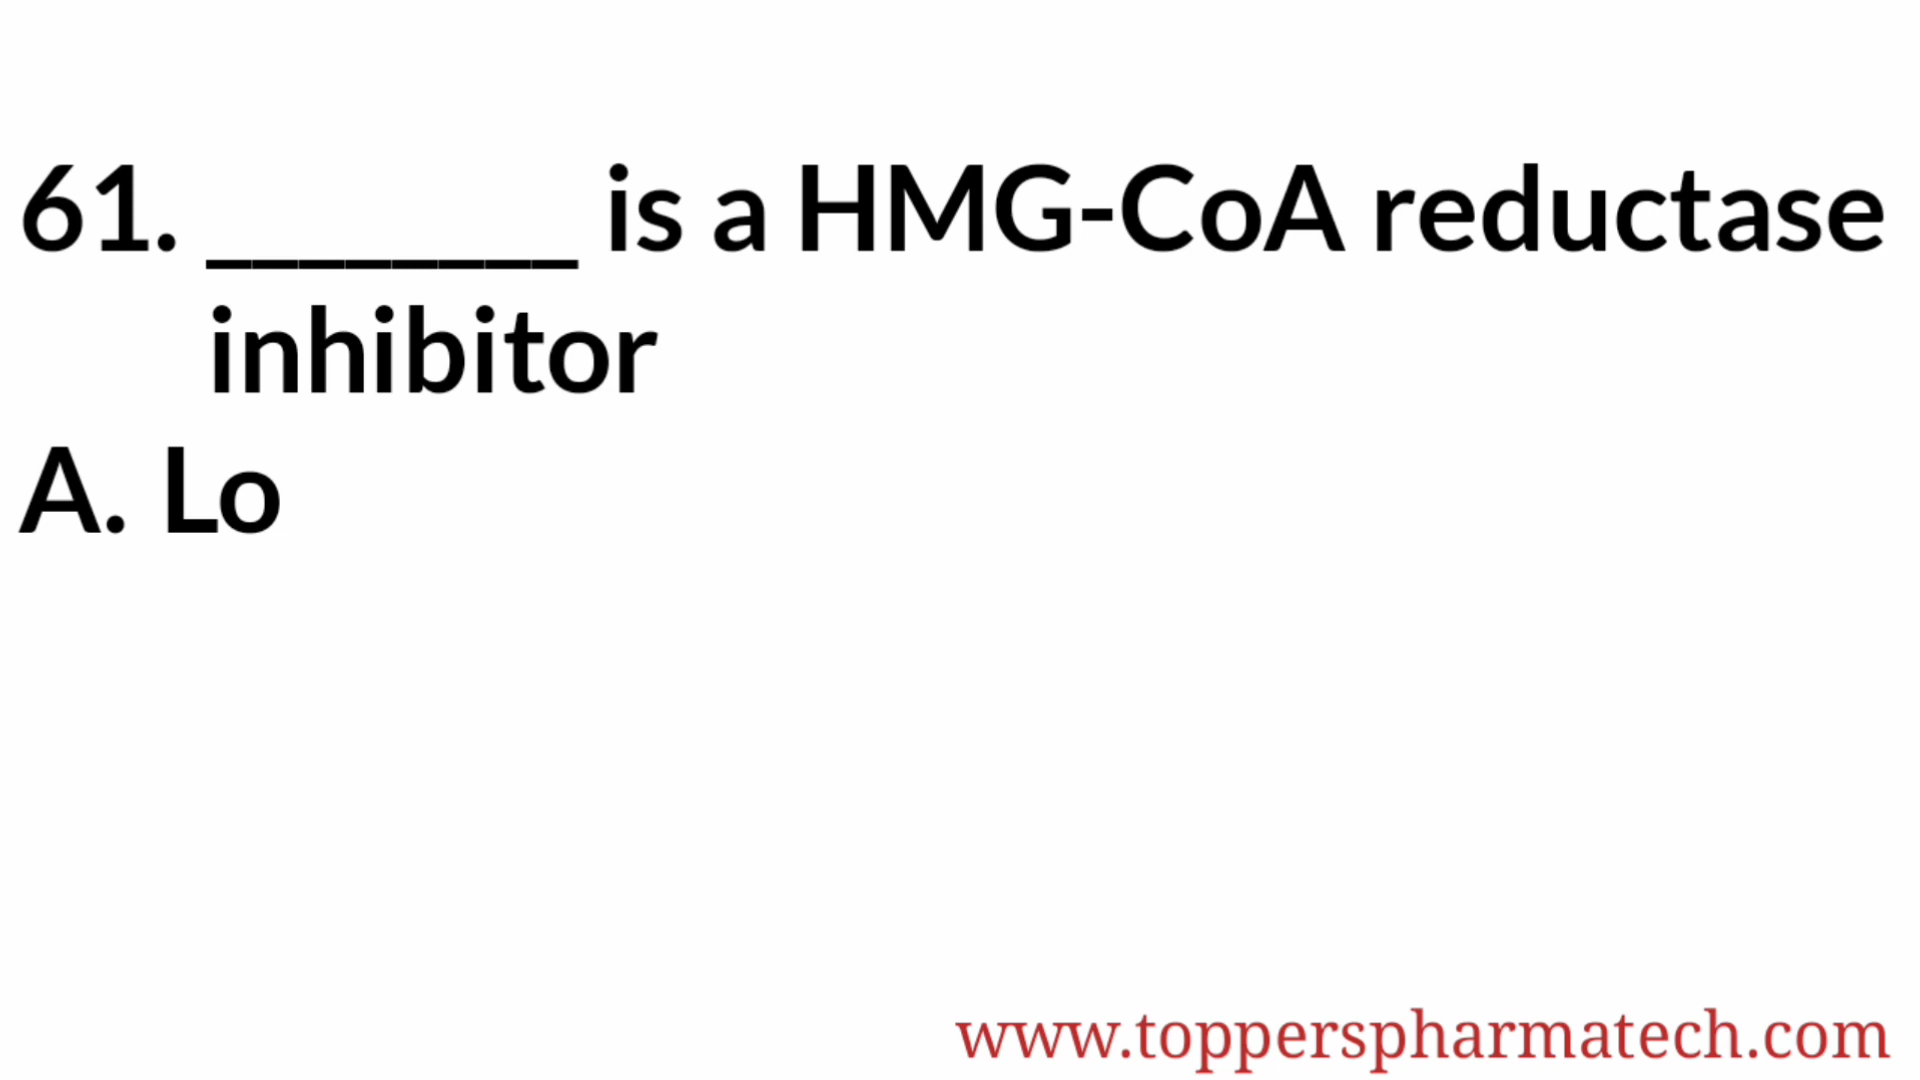 61. ________ is a HMG-CoA reductase
inhibitor
A. Lo
www.topperspharmatech.com